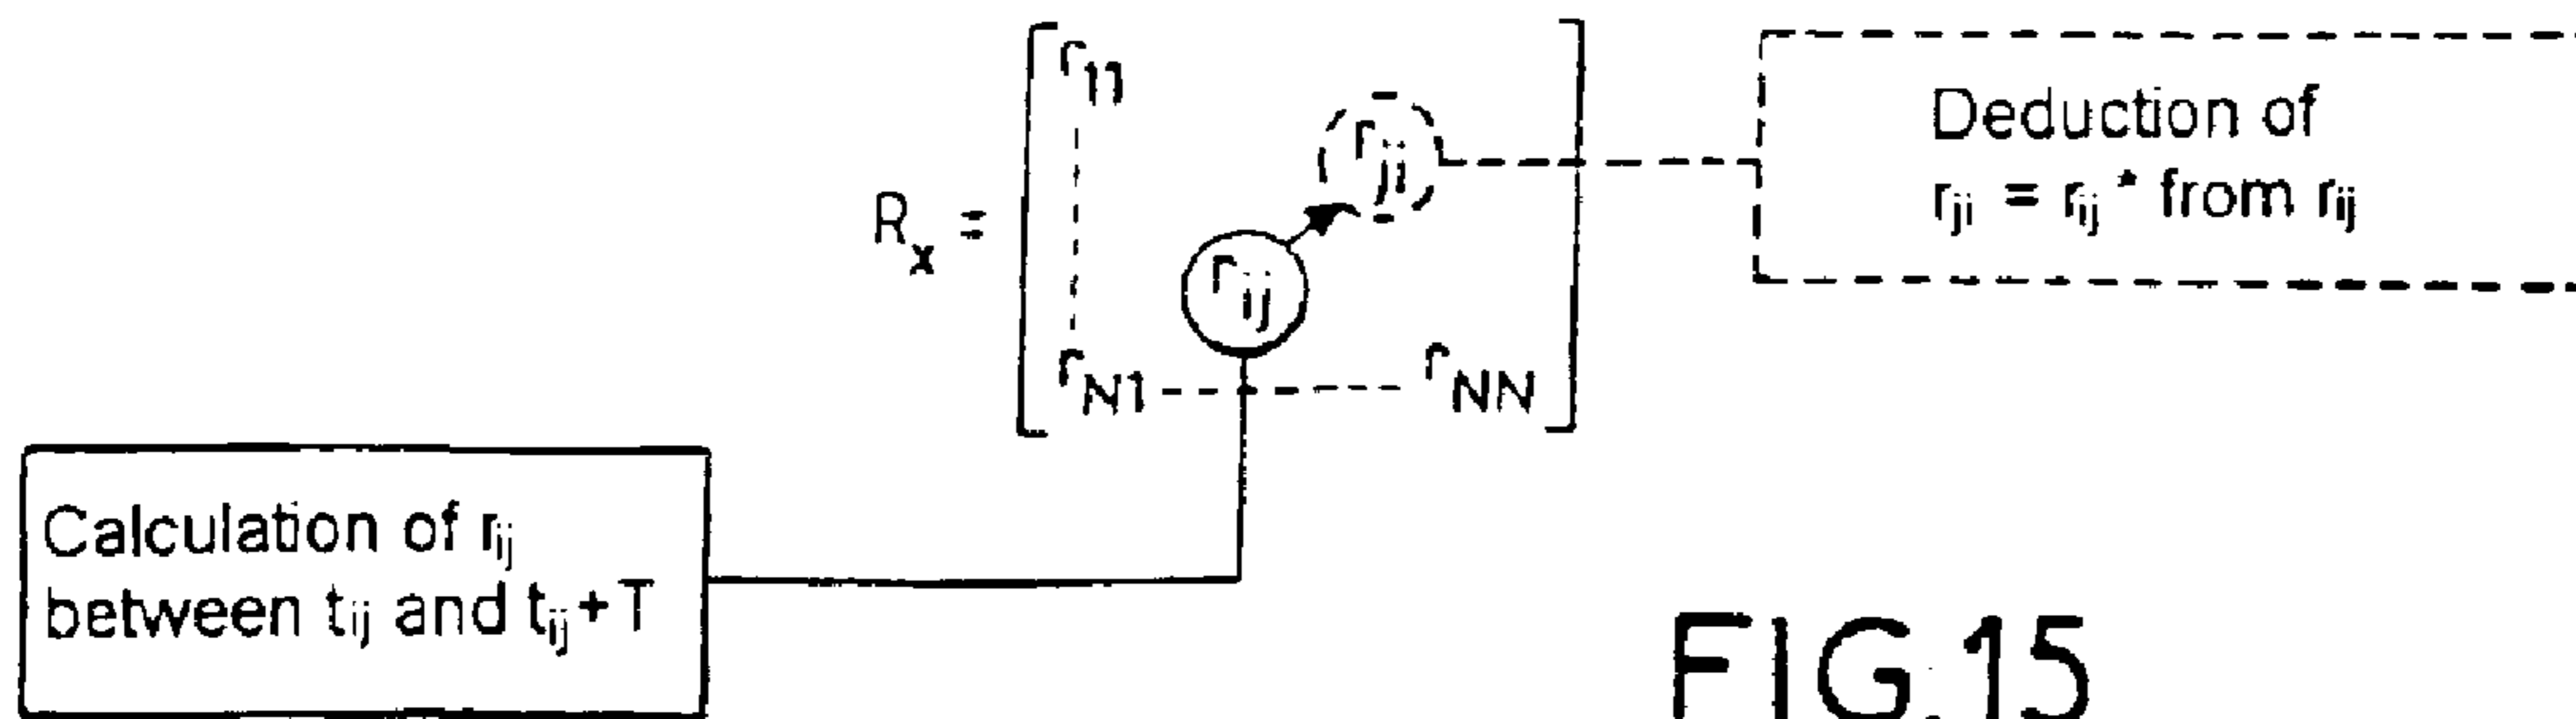 r11
rji
Rx =
rij
rN1
rNN
Deduction of
rji = rij* from rij
Calculation of rij
between tij and tij+T
FIG.15